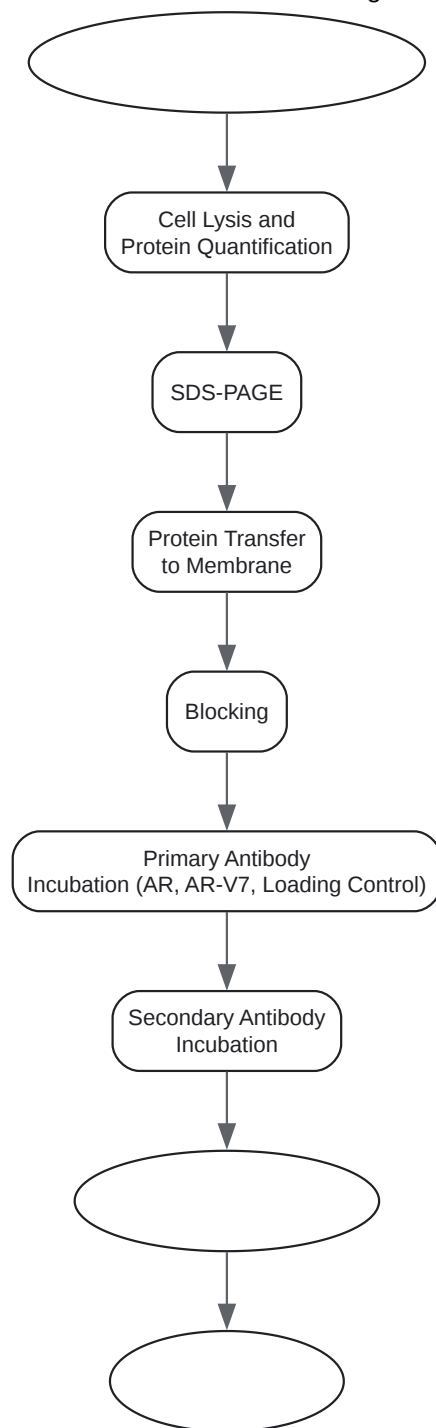 Cell Lysis and
Protein Quantification
SDS-PAGE
Protein Transfer
to Membrane
Blocking
Primary Antibody
Incubation (AR, AR-V7, Loading Control)
Secondary Antibody
Incubation